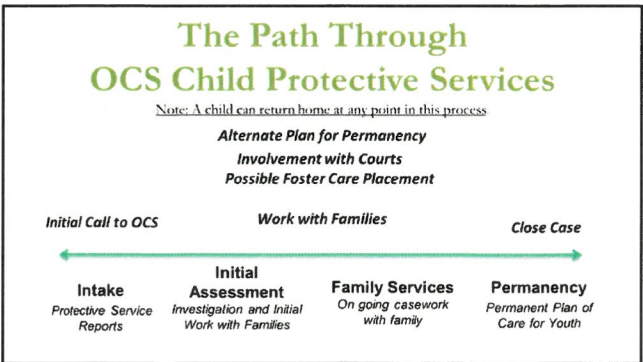 The Path Through
OCS Child Protective Services
Note: A child can return home at any point in this process
Alternate Plan for Permanency
Involvement with Courts
Possible Foster Care Placement
Initial Call to OCS
Work with Families
Close Case
Intake
Protective Service
Reports
Initial
Assessment
Investigation and Initial
Work with Families
Family Services
On going casework
with family
Permanency
Permanent Plan of
Care for Youth